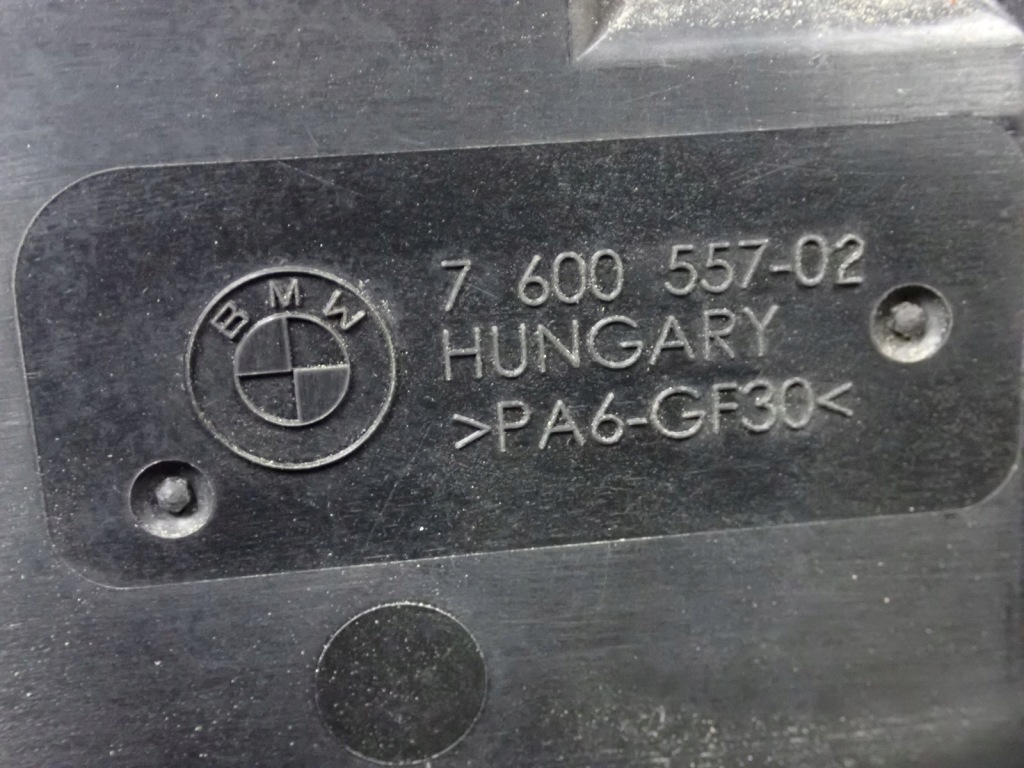 BMW
7 600 557-02
HUNGARY
>PA6-GF30<